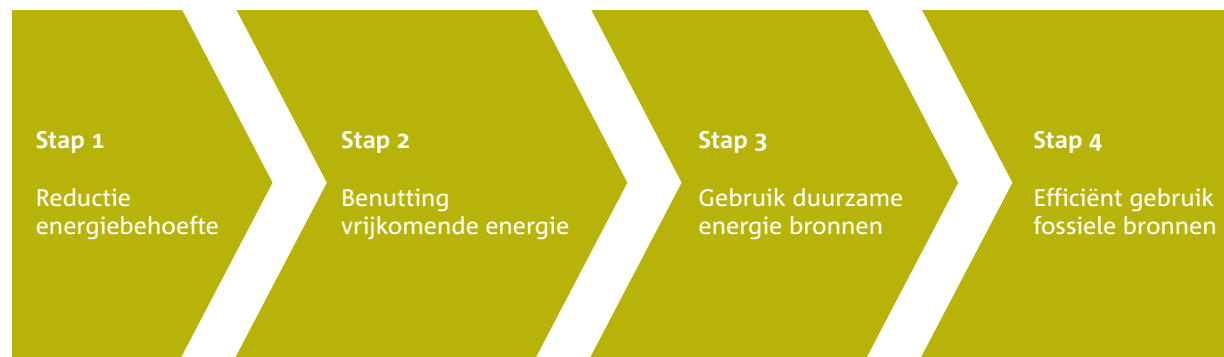 Stap 1
Reductie
energiebehoefte
Stap 2
Benutting
vrijkomende energie
Stap 3
Gebruik duurzame
energie bronnen
Stap 4
Efficiënt gebruik
fossiele bronnen